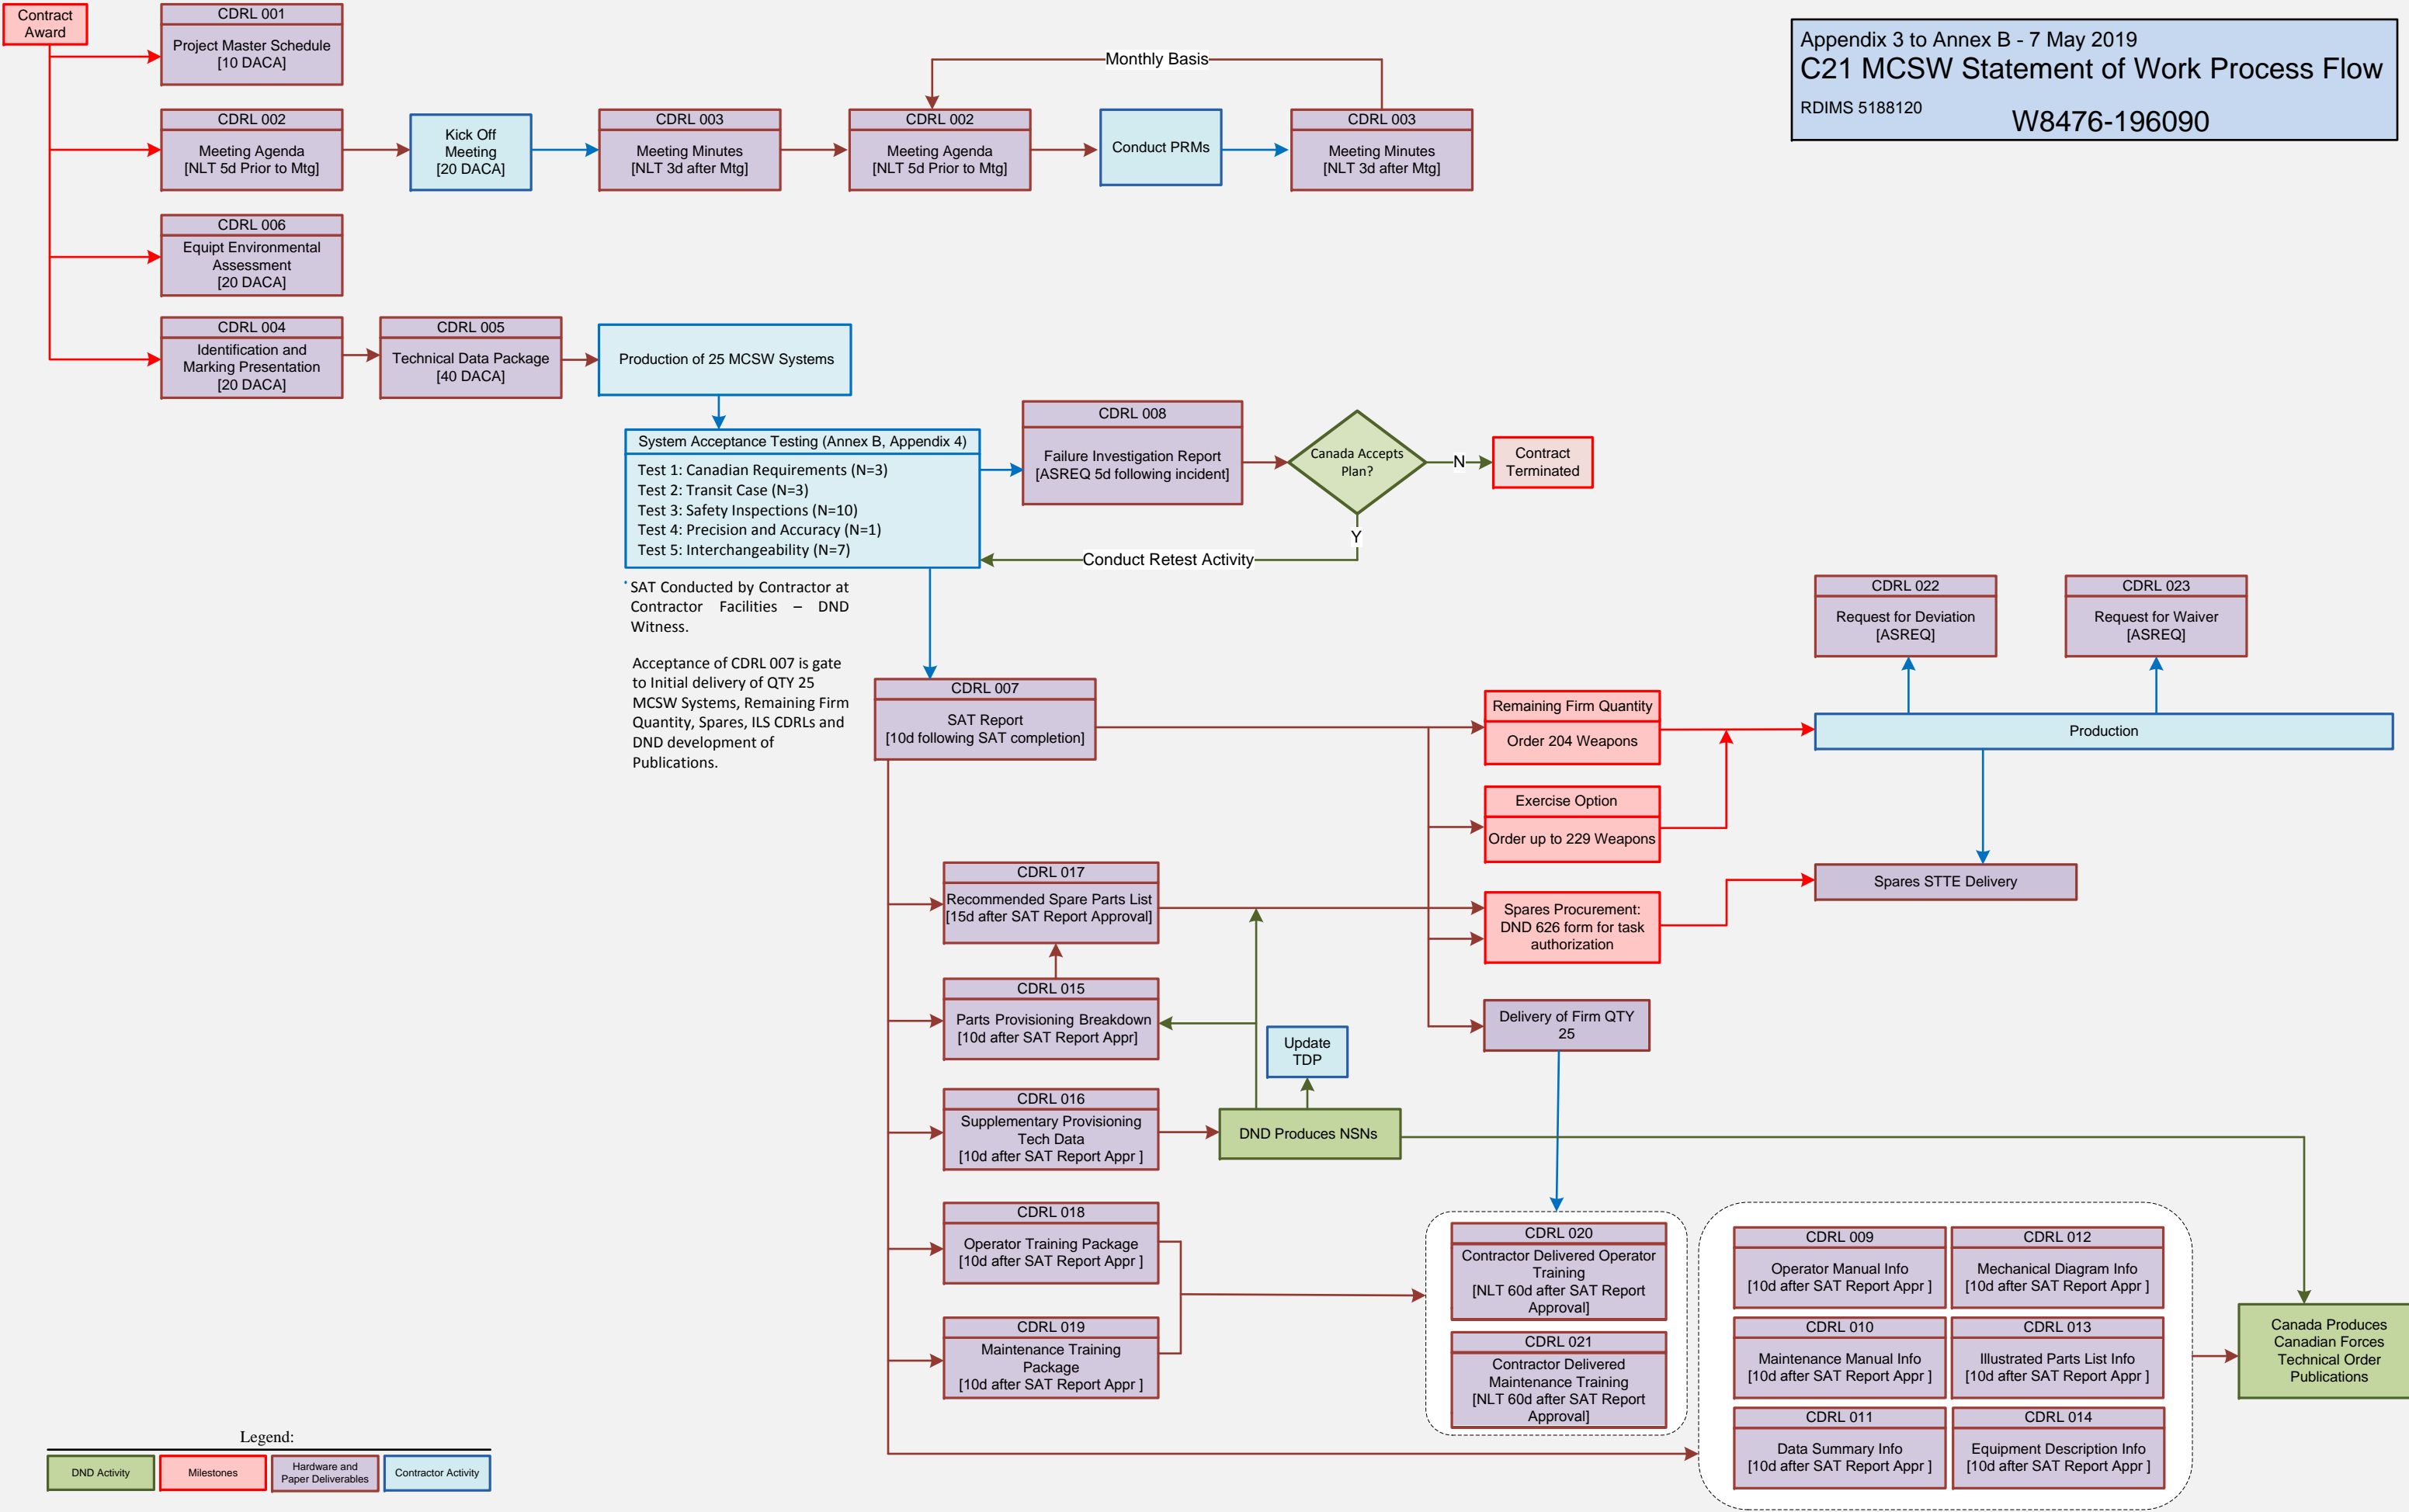 Contract
Award
CDRL 001
Project Master Schedule
[10 DACA]
Appendix 3 to Annex B - 7 May 2019
C21 MCSW Statement of Work Process Flow
RDIMS 5188120
W8476-196090
Monthly Basis
CDRL 002
Meeting Agenda
[NLT 5d Prior to Mtg]
Kick Off
Meeting
[20 DACA]
CDRL 003
Meeting Minutes
[NLT 3d after Mtg]
CDRL 002
Meeting Agenda
[NLT 5d Prior to Mtg]
Conduct PRMs
CDRL 003
Meeting Minutes
[NLT 3d after Mtg]
CDRL 006
Equipt Environmental
Assessment
[20 DACA]
CDRL 004
Identification and
Marking Presentation
[20 DACA]
CDRL 005
Technical Data Package
[40 DACA]
Production of 25 MCSW Systems
System Acceptance Testing (Annex B, Appendix 4)
Test 1: Canadian Requirements (N=3)
Test 2: Transit Case (N=3)
Test 3: Safety Inspections (N=10)
Test 4: Precision and Accuracy (N=1)
Test 5: Interchangeability (N=7)
CDRL 008
Failure Investigation Report
[ASREQ 5d following incident]
Canada Accepts
Plan?
N
Contract
Terminated
Y
Conduct Retest Activity
SAT Conducted by Contractor at
Contractor Facilities – DND
Witness.
Acceptance of CDRL 007 is gate
to Initial delivery of QTY 25
MCSW Systems, Remaining Firm
Quantity, Spares, ILS CDRLs and
DND development of
Publications.
CDRL 007
SAT Report
[10d following SAT completion]
CDRL 022
Request for Deviation
[ASREQ]
CDRL 023
Request for Waiver
[ASREQ]
Remaining Firm Quantity
Order 204 Weapons
Production
Exercise Option
Order up to 229 Weapons
CDRL 017
Recommended Spare Parts List
[15d after SAT Report Approval]
Spares Procurement:
DND 626 form for task
authorization
Spares STTE Delivery
CDRL 015
Parts Provisioning Breakdown
[10d after SAT Report Appr]
Delivery of Firm QTY
25
Update
TDP
CDRL 016
Supplementary Provisioning
Tech Data
[10d after SAT Report Appr ]
DND Produces NSNs
CDRL 018
Operator Training Package
[10d after SAT Report Appr ]
CDRL 019
Maintenance Training
Package
[10d after SAT Report Appr ]
CDRL 020
Contractor Delivered Operator
Training
[NLT 60d after SAT Report
Approval]
CDRL 021
Contractor Delivered
Maintenance Training
[NLT 60d after SAT Report
Approval]
CDRL 009
Operator Manual Info
[10d after SAT Report Appr ]
CDRL 012
Mechanical Diagram Info
[10d after SAT Report Appr ]
CDRL 010
Maintenance Manual Info
[10d after SAT Report Appr ]
CDRL 013
Illustrated Parts List Info
[10d after SAT Report Appr ]
CDRL 011
Data Summary Info
[10d after SAT Report Appr ]
CDRL 014
Equipment Description Info
[10d after SAT Report Appr ]
Canada Produces
Canadian Forces
Technical Order
Publications
Legend:
DND Activity
Milestones
Hardware and
Paper Deliverables
Contractor Activity